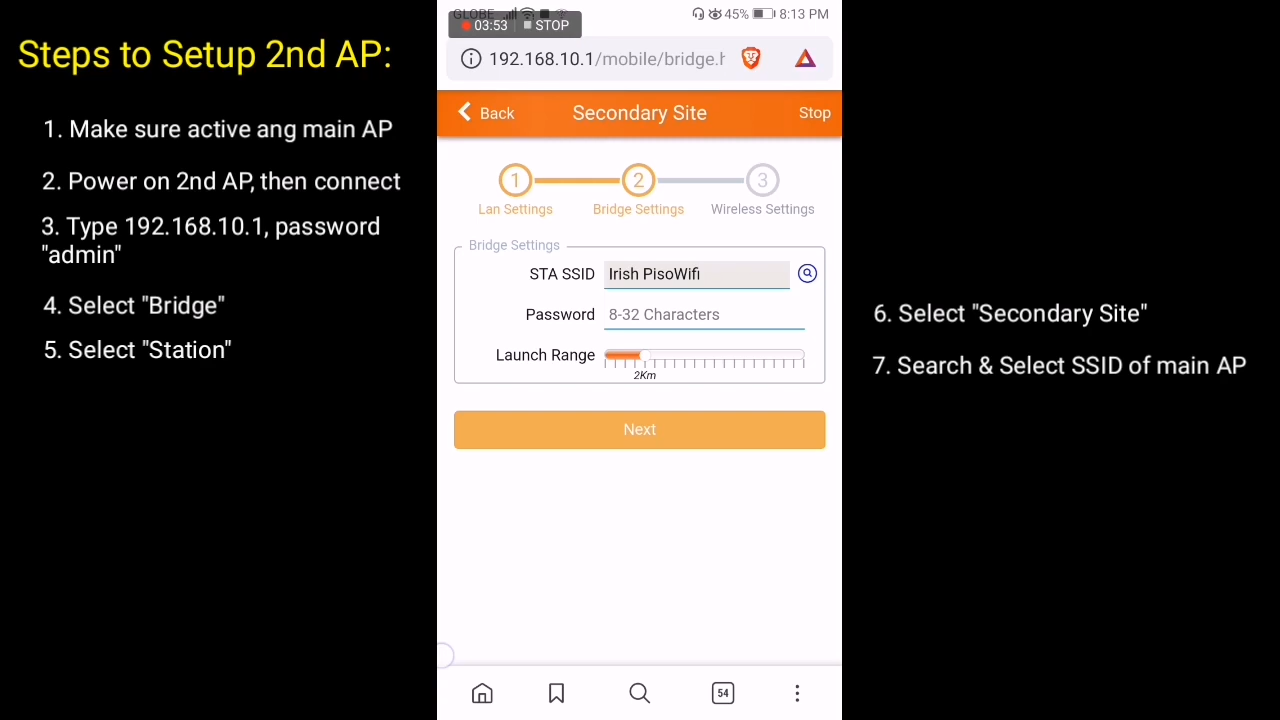 Steps to Setup 2nd AP:
1. Make sure active ang main AP
2. Power on 2nd AP, then connect
3. Type 192.168.10.1, password
"admin"
4. Select "Bridge"
5. Select "Station"
GLOBE
45% 8:13 PM
03:53 STOP
192.168.10.1/mobile/bridge.h
Back Secondary Site Stop
1 2 3
Lan Settings Bridge Settings Wireless Settings
Bridge Settings
STA SSID Irish PisoWifi
Password 8-32 Characters
Launch Range
2Km
Next
54
6. Select "Secondary Site"
7. Search & Select SSID of main AP